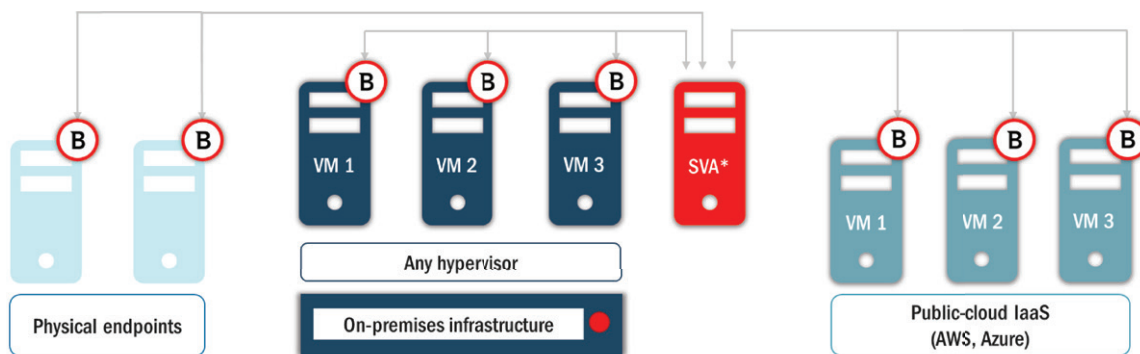 B
B
B
B
B
B
B
B
VM 1
VM 2
VM 3
SVA*
VM 1
VM 2
VM 3
Any hypervisor
Physical endpoints
On-premises infrastructure
Public-cloud IaaS
(AWS, Azure)